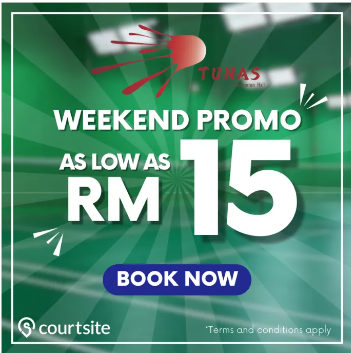 TUNAS
WEEKEND PROMO
AS LOW AS
RM 15
BOOK NOW
courtsite
*Terms and conditions apply